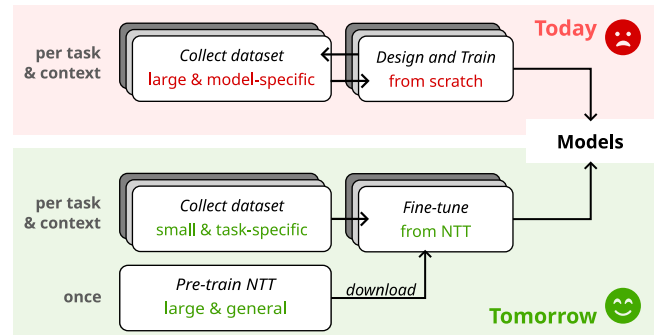 Today
per task
& context
Collect dataset
large & model-specific
Design and Train
from scratch
Models
per task
& context
Collect dataset
small & task-specific
Fine-tune
from NTT
once
Pre-train NTT
large & general
download
Tomorrow